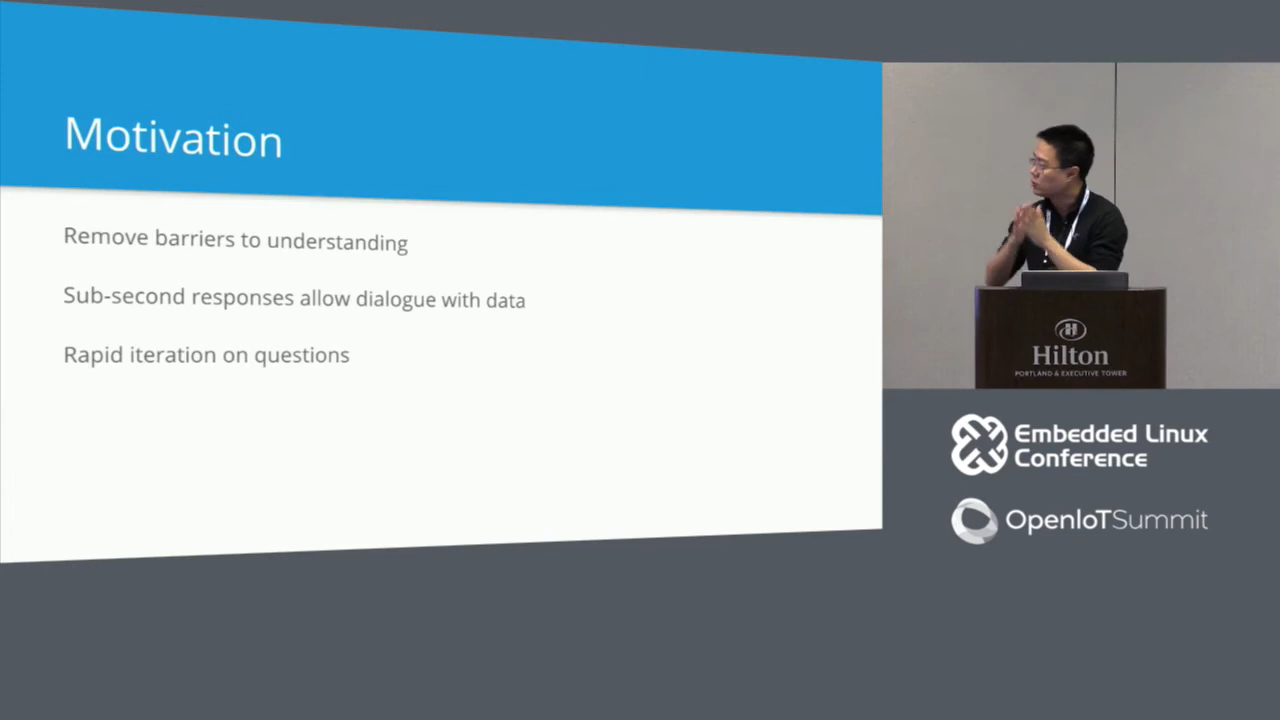 Motivation
Remove barriers to understanding
Sub-second responses allow dialogue with data
Rapid iteration on questions
Hilton
PORTLAND & EXECUTIVE TOWER
Embedded Linux
Conference
OpenIoTSummit